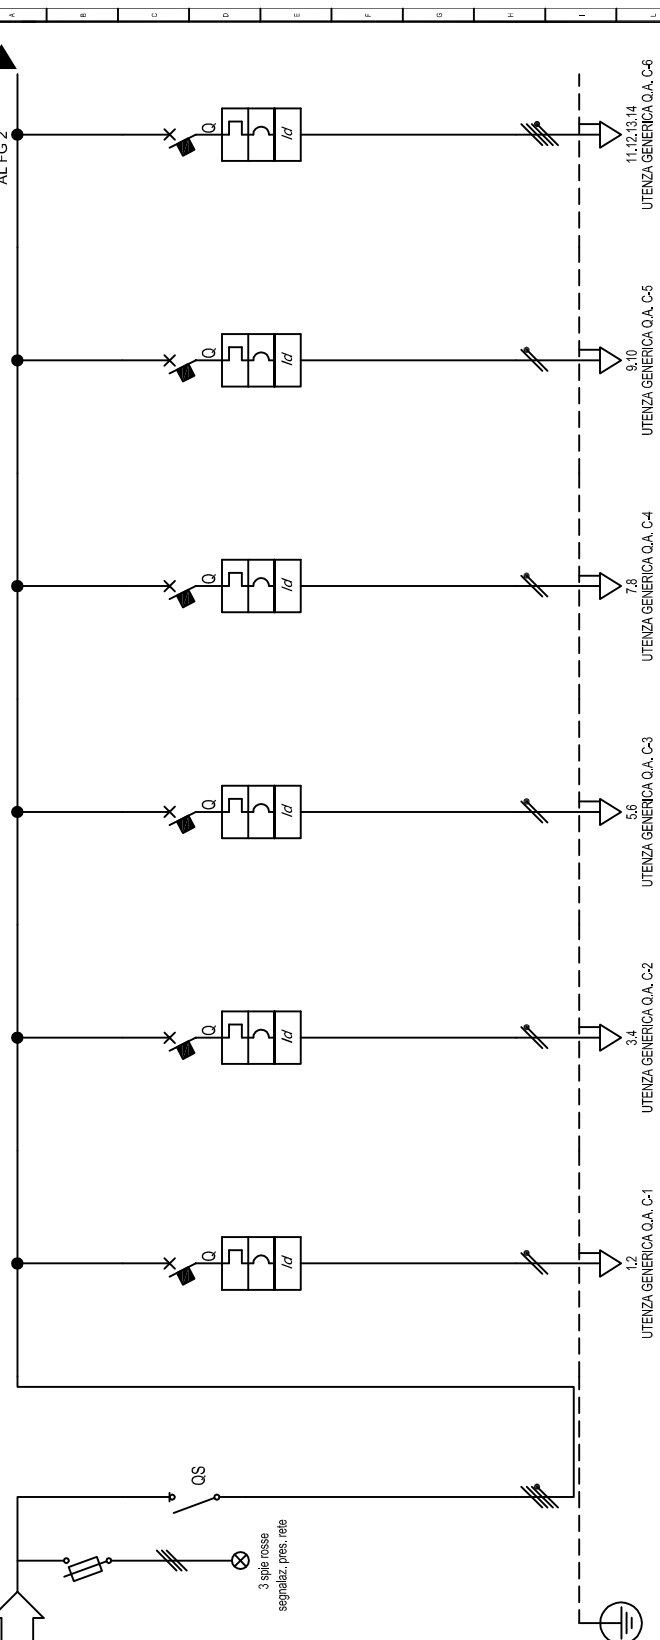 A B C D E F G H I L
AL FG 2
Q
Id
11.12.13.14
UTENZA GENERICA Q.A. C-6
Q
Id
9.10
UTENZA GENERICA Q.A. C-5
Q
Id
7.8
UTENZA GENERICA Q.A. C-4
Q
Id
5.6
UTENZA GENERICA Q.A. C-3
Q
Id
3.4
UTENZA GENERICA Q.A. C-2
Q
Id
1.2
UTENZA GENERICA Q.A. C-1
QS
3 spie rosse
segnalaz. pres. rete